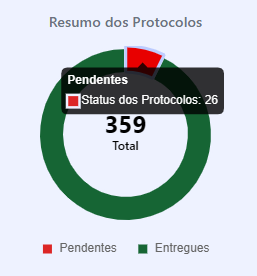 Resumo dos Protocolos
Pendentes
Status dos Protocolos: 26
359
Total
Pendentes
Entregues